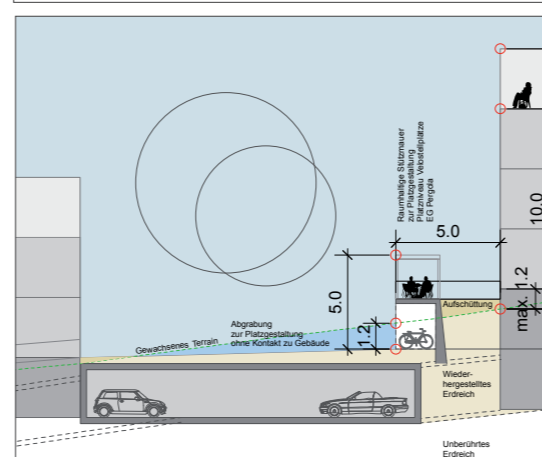 Raumhaltige Stützmauer
zur Platzgestaltung
Platzniveau Velostellplätze
EG Pergola
5.0
10.0
max. 1.2
5.0
1.2
Aufschüttung
Abgrabung
zur Platzgestaltung
ohne Kontakt zu Gebäude
Gewachsenes Terrain
Wieder-
hergestelltes
Erdreich
Unberührtes
Erdreich